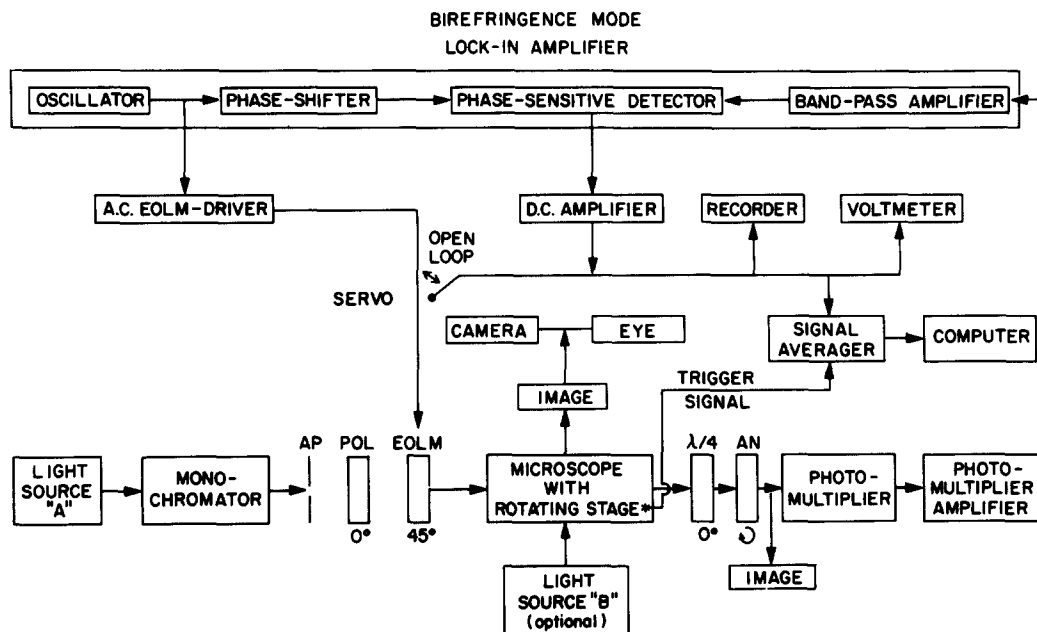 BIREFRINGENCE MODE
LOCK-IN AMPLIFIER
OSCILLATOR
PHASE-SHIFTER
PHASE-SENSITIVE DETECTOR
BAND-PASS AMPLIFIER
A.C. EOLM-DRIVER
D.C. AMPLIFIER
RECORDER
VOLTMETER
OPEN
LOOP
SERVO
CAMERA
EYE
SIGNAL
AVERAGER
COMPUTER
IMAGE
TRIGGER
SIGNAL
AP
POL
EOLM
λ/4
AN
LIGHT
SOURCE
"A"
MONO-
CHROMATOR
MICROSCOPE
WITH
ROTATING STAGE*
PHOTO-
MULTIPLIER
PHOTO-
MULTIPLIER
AMPLIFIER
0°
45°
0°
LIGHT
SOURCE "B"
(optional)
IMAGE